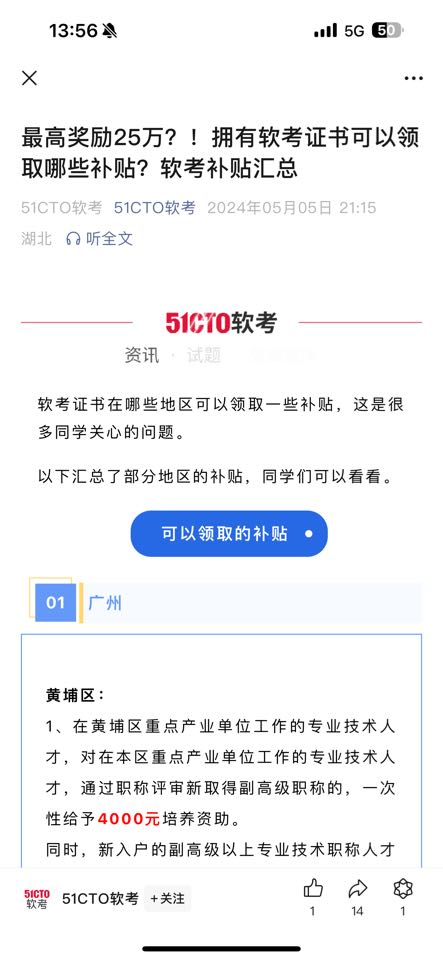 13:56
5G
50
最高奖励25万？！拥有软考证书可以领
取哪些补贴？软考补贴汇总
51CTO软考 51CTO软考 2024年05月05日 21:15
湖北 听全文
51CTO软考
资讯 · 试题
软考证书在哪些地区可以领取一些补贴，这是很
多同学关心的问题。
以下汇总了部分地区的补贴，同学们可以看看。
可以领取的补贴
01 广州
黄埔区：
1、在黄埔区重点产业单位工作的专业技术人
才，对在本区重点产业单位工作的专业技术人
才，通过职称评审新取得副高级职称的，一次
性给予4000元培养资助。
同时，新入户的副高级以上专业技术职称人才
51CTO
软考
51CTO软考 +关注
1 14 1